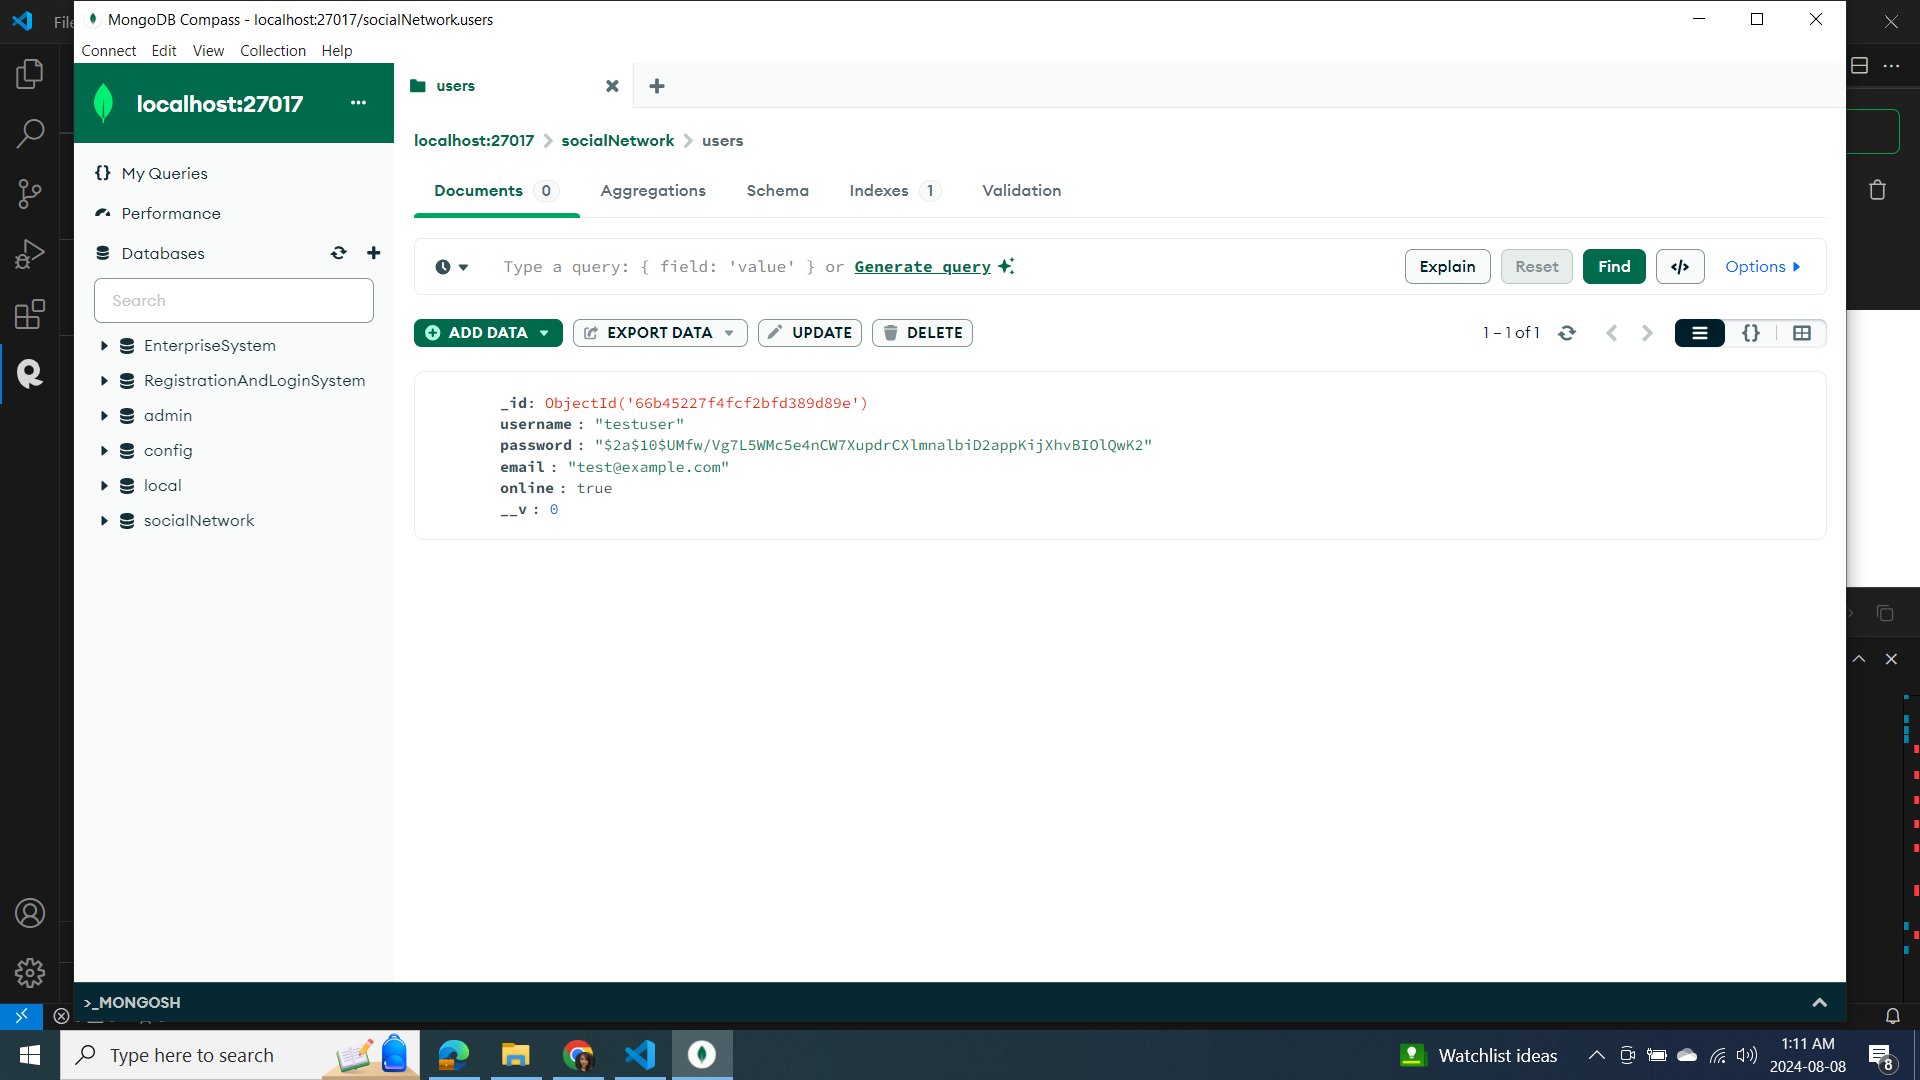 File
MongoDB Compass - localhost:27017/socialNetwork.users
Connect Edit View Collection Help
localhost:27017
users
localhost:27017 socialNetwork users
My Queries
Documents 0 Aggregations Schema Indexes 1 Validation
Performance
Databases
Type a query: { field: 'value' } or Generate query
Explain Reset Find </> Options
Search
ADD DATA EXPORT DATA UPDATE DELETE 1 – 1 of 1 {}
EnterpriseSystem
RegistrationAndLoginSystem
admin
config
local
socialNetwork
_id: ObjectId('66b45227f4fcf2bfd389d89e')
username : "testuser"
password : "$2a$10$UMfw/Vg7L5WMc5e4nCW7XupdrCXlmnalbiD2appKijXhvBIOlQwK2"
email : "test@example.com"
online : true
__v : 0
>_MONGOSH
Type here to search
Watchlist ideas
1:11 AM
2024-08-08
8